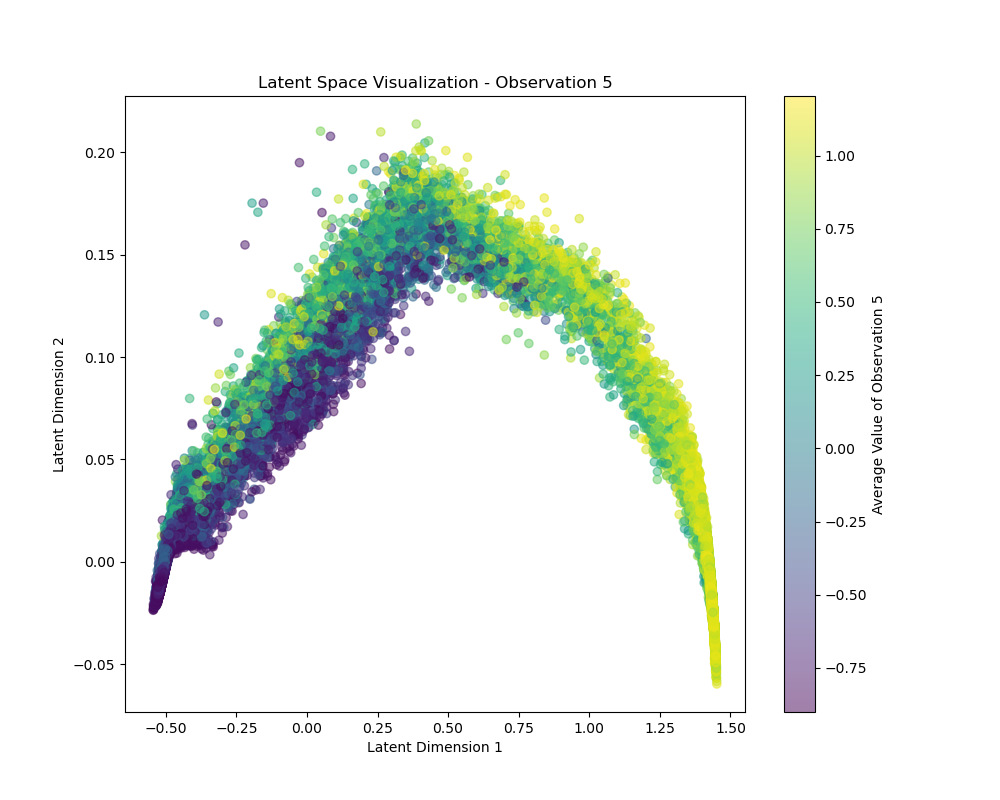 Latent Space Visualization - Observation 5
0.20
0.15
0.10
0.05
0.00
−0.05
Latent Dimension 2
−0.50 −0.25 0.00 0.25 0.50 0.75 1.00 1.25 1.50
Latent Dimension 1
1.00
0.75
0.50
0.25
0.00
−0.25
−0.50
−0.75
Average Value of Observation 5